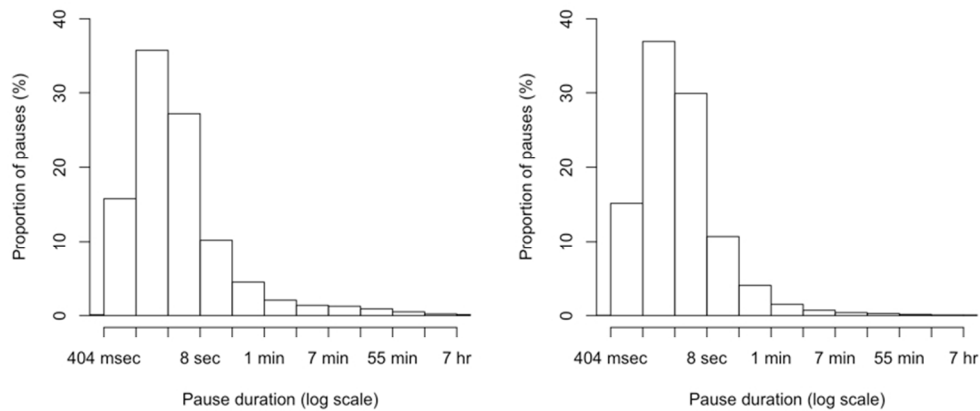 40
30
20
10
0
Proportion of pauses (%)
404 msec 8 sec 1 min 7 min 55 min 7 hr
Pause duration (log scale)
40
30
20
10
0
Proportion of pauses (%)
404 msec 8 sec 1 min 7 min 55 min 7 hr
Pause duration (log scale)